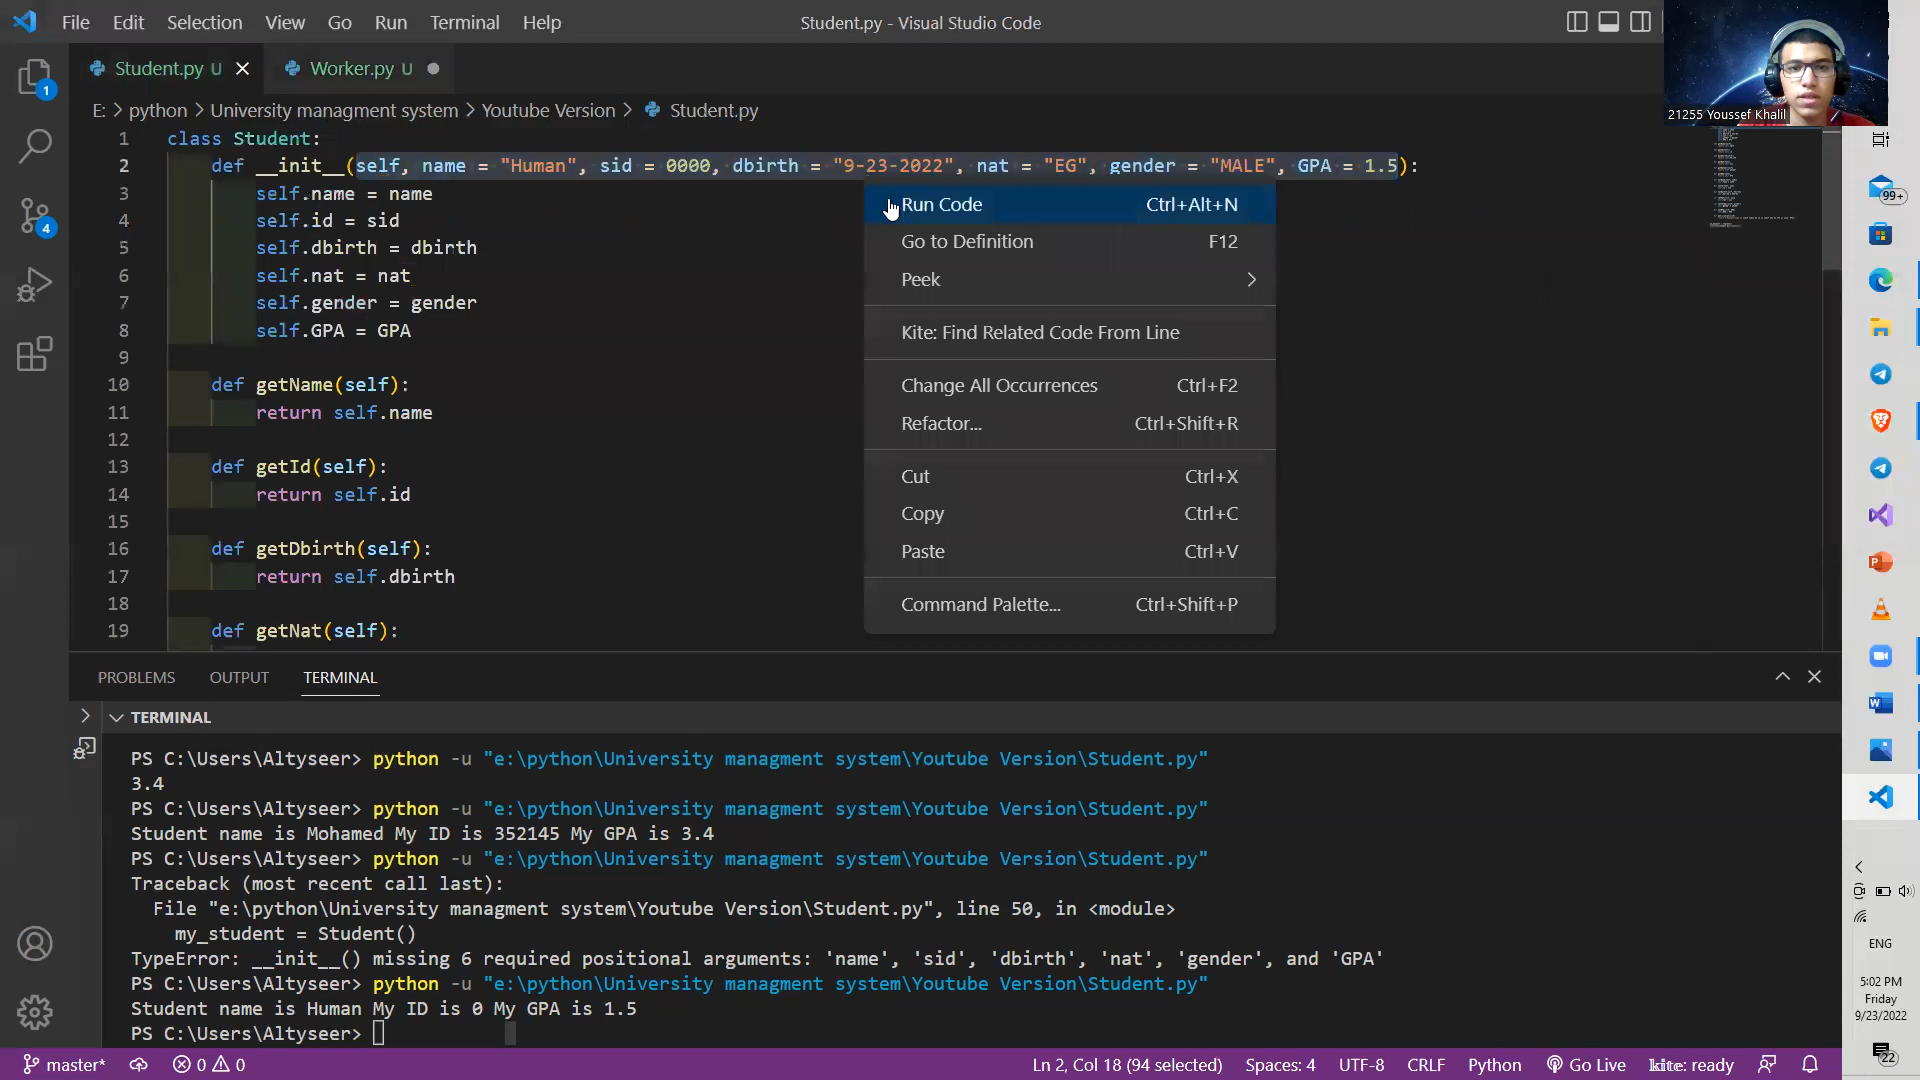 File Edit Selection View Go Run Terminal Help
Student.py - Visual Studio Code
Student.py U
Worker.py U
E: > python > University managment system > Youtube Version > Student.py
21255 Youssef Khalil
1 class Student:
2 def __init__(self, name = "Human", sid = 0000, dbirth = "9-23-2022", nat = "EG", gender = "MALE", GPA = 1.5):
3 self.name = name
4 self.id = sid
5 self.dbirth = dbirth
6 self.nat = nat
7 self.gender = gender
8 self.GPA = GPA
9
10 def getName(self):
11 return self.name
12
13 def getId(self):
14 return self.id
15
16 def getDbirth(self):
17 return self.dbirth
18
19 def getNat(self):
Run Code Ctrl+Alt+N
Go to Definition F12
Peek
Kite: Find Related Code From Line
Change All Occurrences Ctrl+F2
Refactor... Ctrl+Shift+R
Cut Ctrl+X
Copy Ctrl+C
Paste Ctrl+V
Command Palette... Ctrl+Shift+P
1
4
99+
PROBLEMS OUTPUT TERMINAL
TERMINAL
PS C:\Users\Altyseer> python -u "e:\python\University managment system\Youtube Version\Student.py"
3.4
PS C:\Users\Altyseer> python -u "e:\python\University managment system\Youtube Version\Student.py"
Student name is Mohamed My ID is 352145 My GPA is 3.4
PS C:\Users\Altyseer> python -u "e:\python\University managment system\Youtube Version\Student.py"
Traceback (most recent call last):
File "e:\python\University managment system\Youtube Version\Student.py", line 50, in <module>
my_student = Student()
TypeError: __init__() missing 6 required positional arguments: 'name', 'sid', 'dbirth', 'nat', 'gender', and 'GPA'
PS C:\Users\Altyseer> python -u "e:\python\University managment system\Youtube Version\Student.py"
Student name is Human My ID is 0 My GPA is 1.5
PS C:\Users\Altyseer>
master* 0 0
Ln 2, Col 18 (94 selected) Spaces: 4 UTF-8 CRLF Python Go Live kite: ready
ENG
5:02 PM
Friday
9/23/2022
22